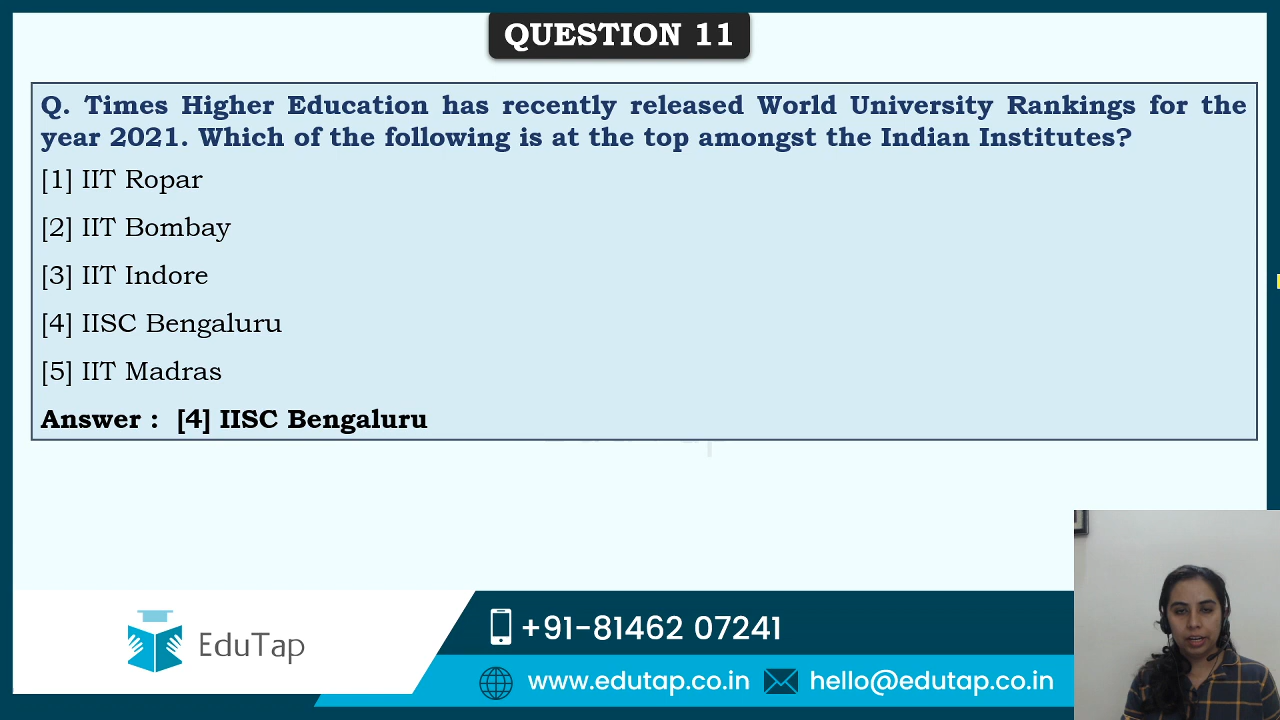 QUESTION 11
Q. Times Higher Education has recently released World University Rankings for the
year 2021. Which of the following is at the top amongst the Indian Institutes?
[1] IIT Ropar
[2] IIT Bombay
[3] IIT Indore
[4] IISC Bengaluru
[5] IIT Madras
Answer : [4] IISC Bengaluru
EduTap
+91-81462 07241
www.edutap.co.in
hello@edutap.co.in